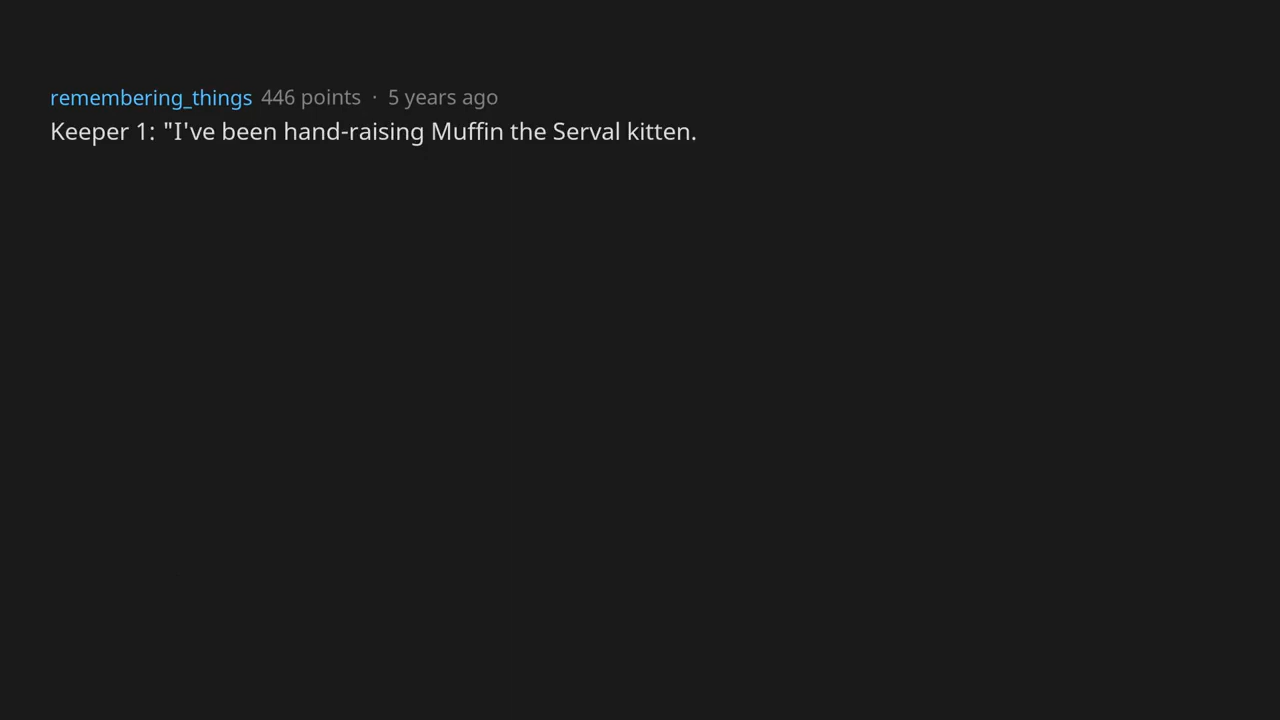 remembering_things 446 points · 5 years ago
Keeper 1: "I've been hand-raising Muffin the Serval kitten.